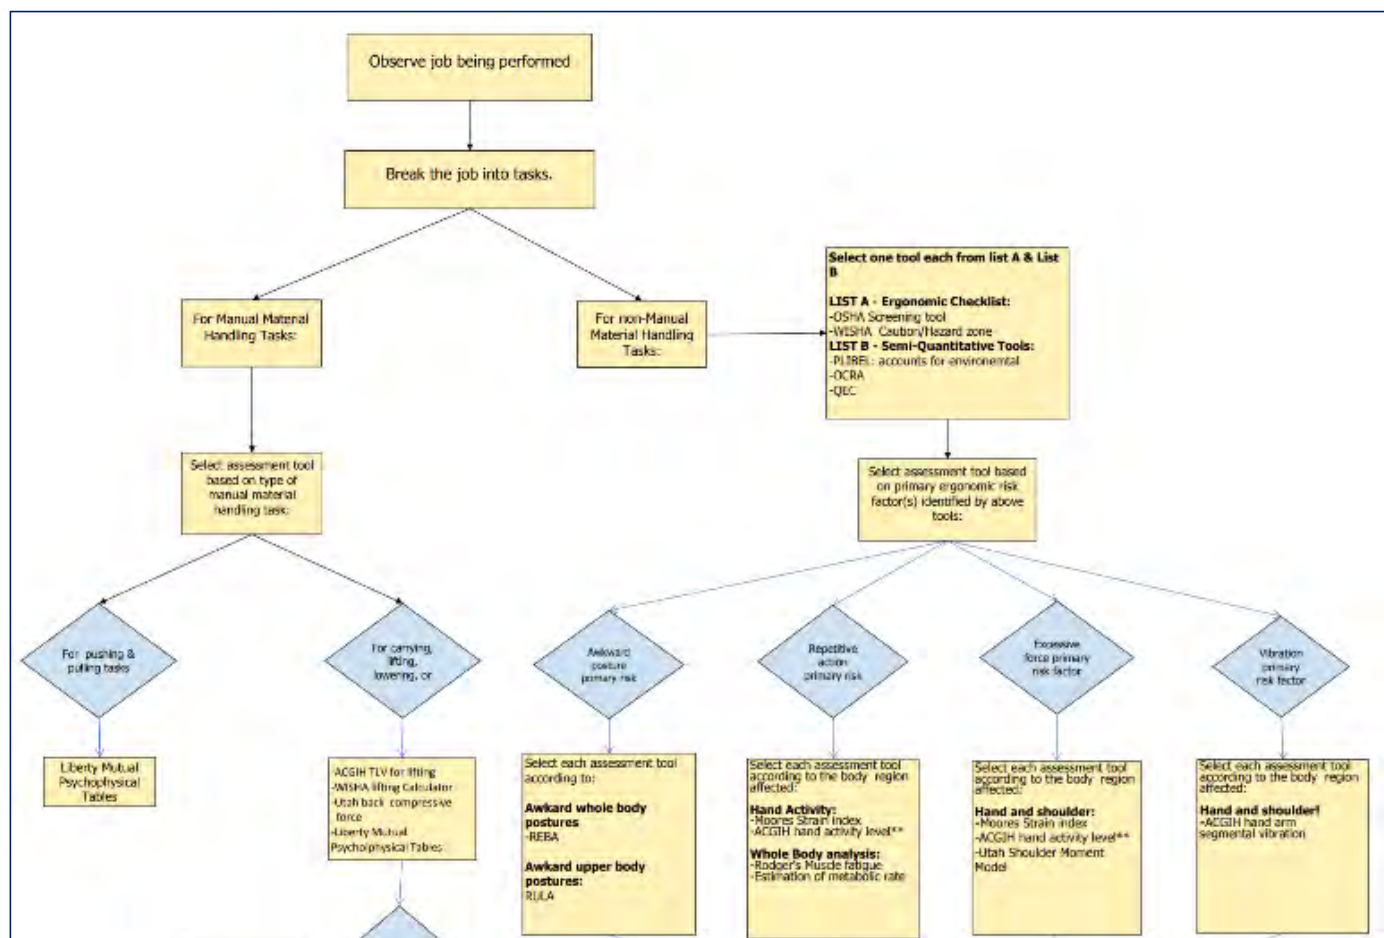 Observe job being performed
Break the job into tasks.
For Manual Material
Handling Tasks:
For non-Manual
Material Handling
Tasks:
Select one tool each from list A & List
B
LIST A - Ergonomic Checklist:
-OSHA Screening tool
-WISHA Caution/Hazard zone
LIST B - Semi-Quantitative Tools:
-PLIBEL: accounts for environemtal
-OCRA
-QEC
Select assessment tool
based on type of
manual material
handling task:
Select assessment tool based
on primary ergonomic risk
factor(s) identified by above
tools:
For pushing &
pulling tasks
For carrying,
lifting,
lowering, or
Awkward
posture
primary risk
Repetitive
action
primary risk
Excessive
force primary
risk factor
Vibration
primary
risk factor
Liberty Mutual
Psychophysical
Tables
-ACGIH TLV for lifting
-WISHA lifting Calculator
-Utah back compressive
force
-Liberty Mutual
Psycholphysical Tables
Select each assessment tool
according to:
Awkard whole body
postures
-REBA
Awkard upper body
postures:
RULA
Select each assessment tool
according to the body region
affected:
Hand Activity:
-Moores Strain index
-ACGIH hand activity level**
Whole Body analysis:
-Rodger's Muscle fatigue
-Estimation of metabolic rate
Select each assessment tool
according to the body region
affected:
Hand and shoulder:
-Moores Strain index
-ACGIH hand activity level**
-Utah Shoulder Moment
Model
Select each assessment tool
according to the body region
affected:
Hand and shoulder!
-ACGIH hand arm
segmental vibration